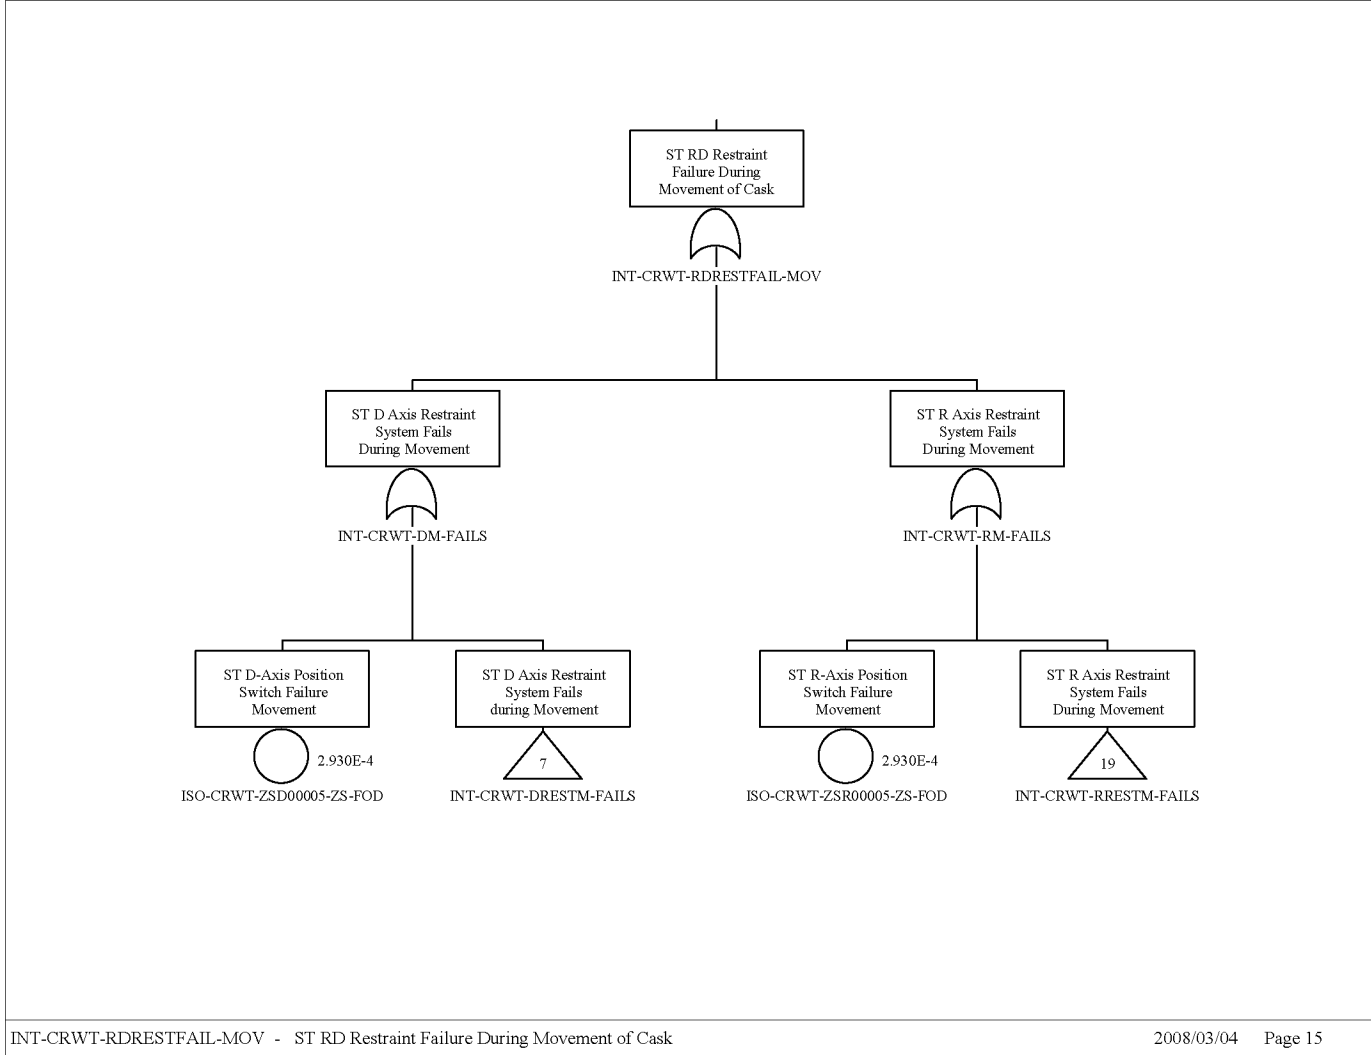 ST RD Restraint
Failure During
Movement of Cask
INT-CRWT-RDRESTFAIL-MOV
ST D Axis Restraint
System Fails
During Movement
INT-CRWT-DM-FAILS
ST R Axis Restraint
System Fails
During Movement
INT-CRWT-RM-FAILS
ST D-Axis Position
Switch Failure
Movement
2.930E-4
ISO-CRWT-ZSD00005-ZS-FOD
ST D Axis Restraint
System Fails
during Movement
7
INT-CRWT-DRESTM-FAILS
ST R-Axis Position
Switch Failure
Movement
2.930E-4
ISO-CRWT-ZSR00005-ZS-FOD
ST R Axis Restraint
System Fails
During Movement
19
INT-CRWT-RRESTM-FAILS
INT-CRWT-RDRESTFAIL-MOV - ST RD Restraint Failure During Movement of Cask
2008/03/04 Page 15